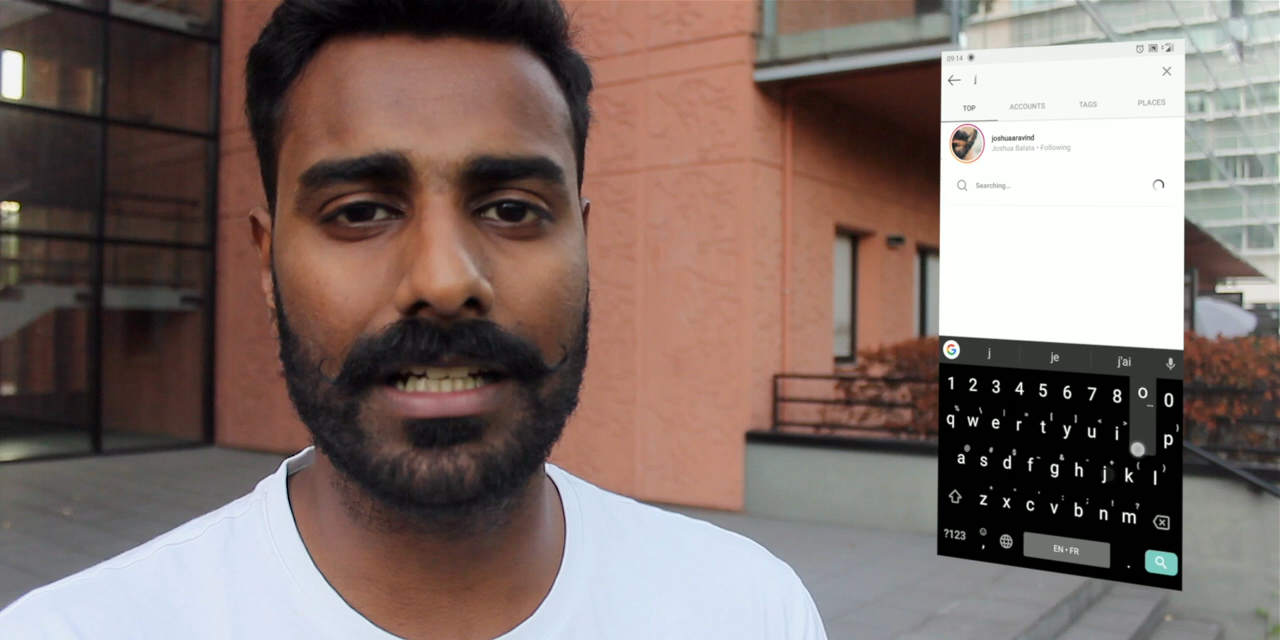 09:14
j
TOP ACCOUNTS TAGS PLACES
joshuaaravind
Joshua Balata • Following
Searching...
G j je j'ai
1 2 3 4 5 6 7 8 o 0
q w e r t y u i p
a s d f g h j k l
z x c v b n m
?123 , EN • FR .